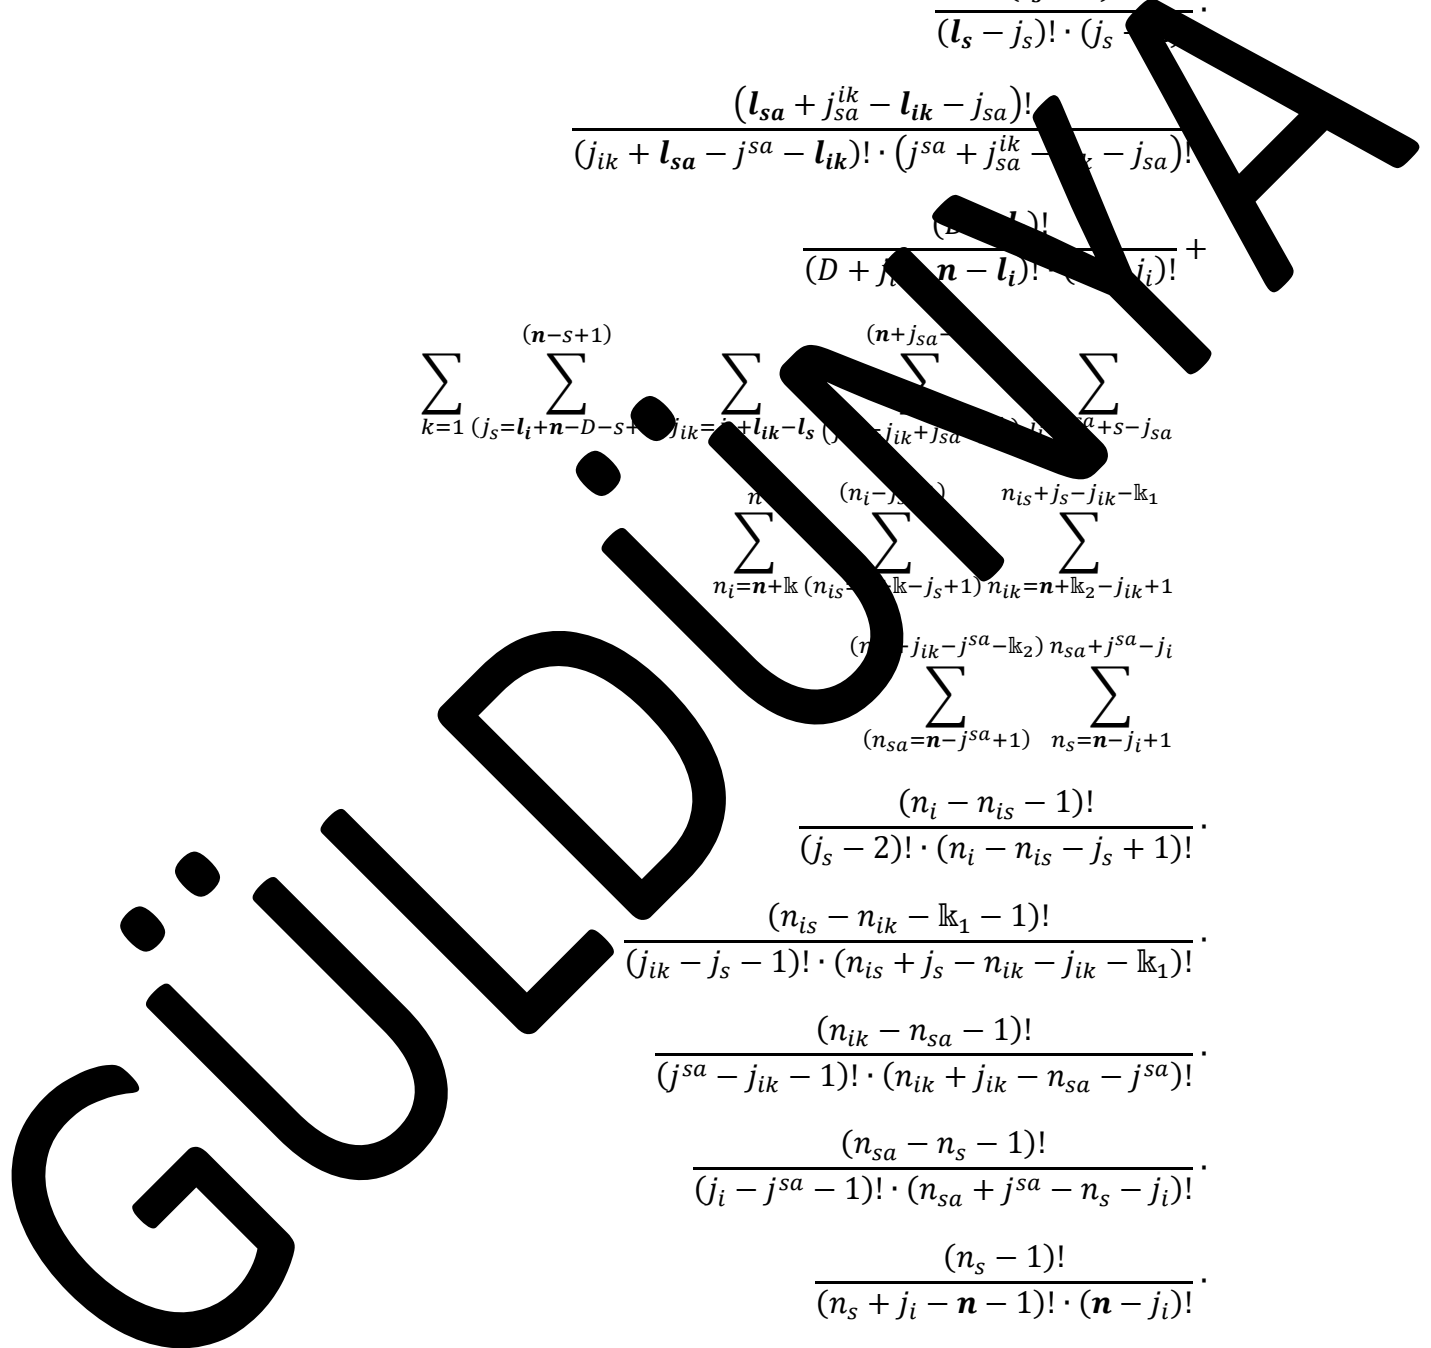 (l_s − j_s)! · (j_s −
(l_sa + j_sa^ik − l_ik − j_sa)!
(j_ik + l_sa − j^sa − l_ik)! · (j^sa + j_sa^ik − − j_sa)! ·
)!
(D + − n − l_i)! · j_i)! +
(n−s+1) (n+j_sa−
∑ ∑ ∑ ∑ ∑
k=1 (j_s=l_i+n−D−s+ j_ik= +l_ik−l_s j_ik+j_sa +s−j_sa
n (n_i−j_s n_is+j_s−j_ik−𝕜_1
∑ ∑ ∑
n_i=n+𝕜 (n_is= 𝕜−j_s+1) n_ik=n+𝕜_2−j_ik+1
+j_ik−j^sa−𝕜_2) n_sa+j^sa−j_i
∑ ∑
(n_sa=n−j^sa+1) n_s=n−j_i+1
(n_i − n_is − 1)!
(j_s − 2)! · (n_i − n_is − j_s + 1)! ·
(n_is − n_ik − 𝕜_1 − 1)!
(j_ik − j_s − 1)! · (n_is + j_s − n_ik − j_ik − 𝕜_1)! ·
(n_ik − n_sa − 1)!
(j^sa − j_ik − 1)! · (n_ik + j_ik − n_sa − j^sa)! ·
(n_sa − n_s − 1)!
(j_i − j^sa − 1)! · (n_sa + j^sa − n_s − j_i)! ·
(n_s − 1)!
(n_s + j_i − n − 1)! · (n − j_i)! ·
GÜLDÜNYA